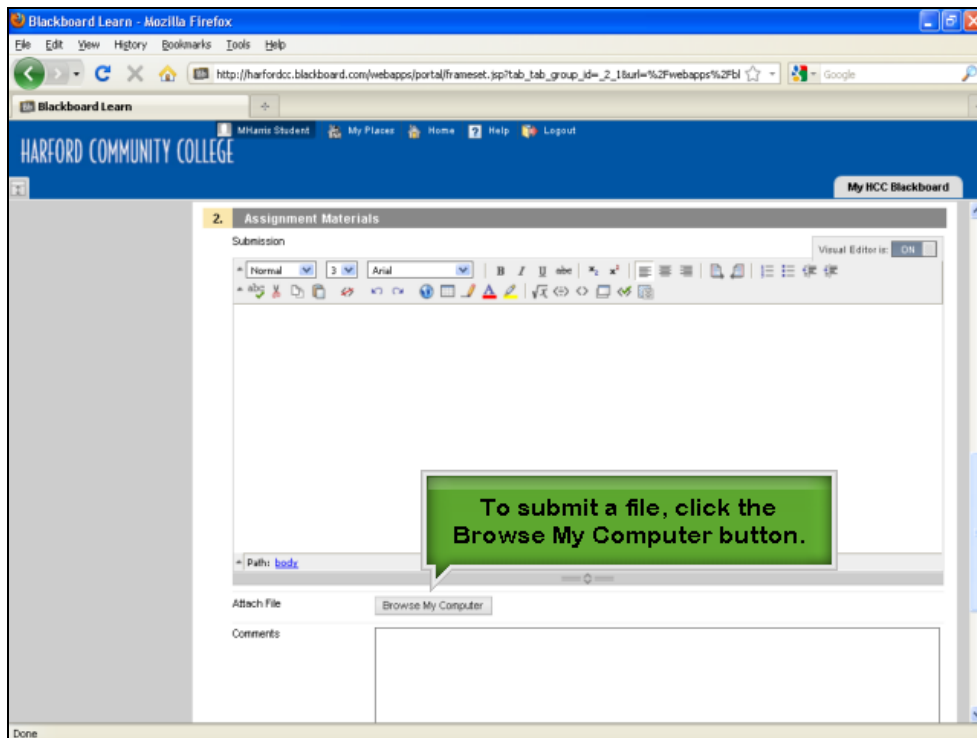 Blackboard Learn - Mozilla Firefox
File Edit View History Bookmarks Tools Help
http://harfordcc.blackboard.com/webapps/portal/frameset.jsp?tab_tab_group_id=_2_1&url=%2Fwebapps%2Fbl Google
Blackboard Learn
MHarris Student My Places Home Help Logout
HARFORD COMMUNITY COLLEGE
My HCC Blackboard
2. Assignment Materials
Submission
Visual Editor is: ON
Normal 3 Arial B I U abc
abc
To submit a file, click the
Browse My Computer button.
Path: body
Attach File Browse My Computer
Comments
Done